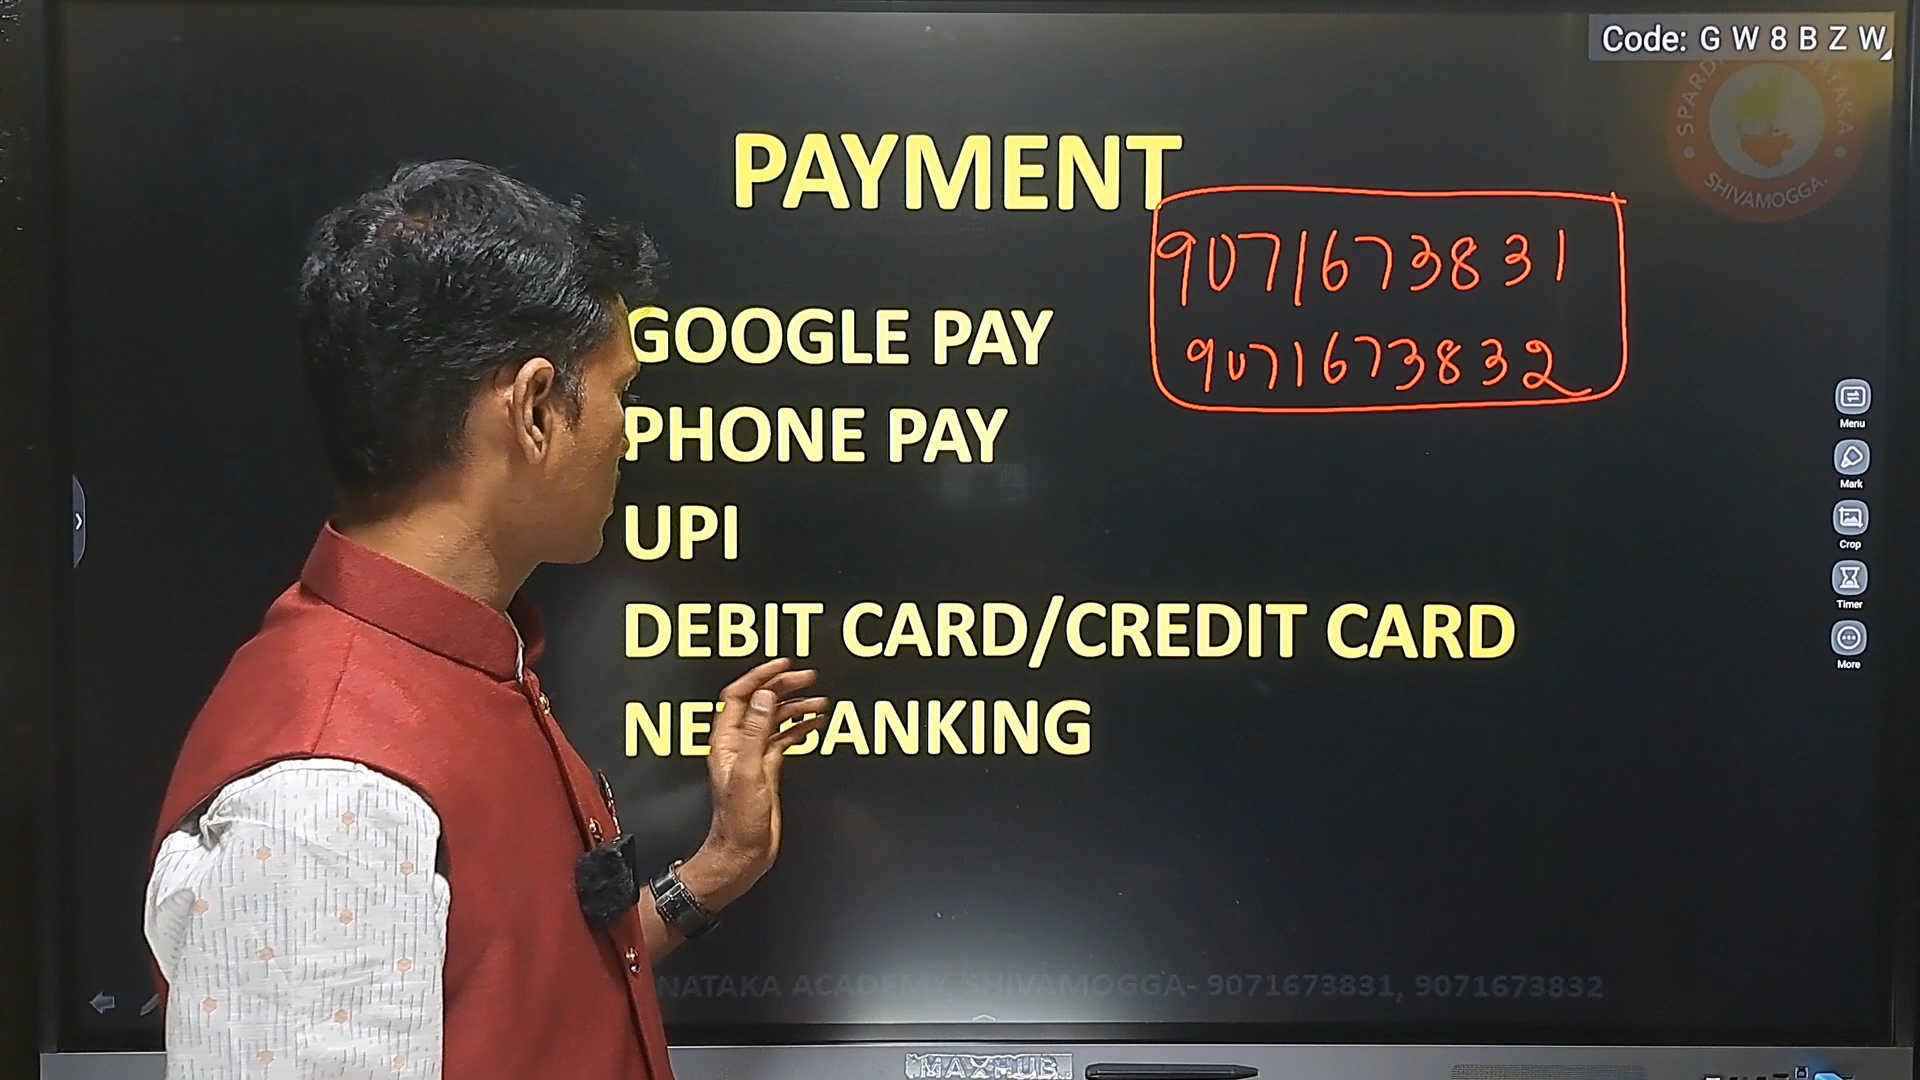 Code: G W 8 B Z W
SHIVAMOGGA.
PAYMENT
9071673831
9071673832
GOOGLE PAY
PHONE PAY
UPI
DEBIT CARD/CREDIT CARD
NET BANKING
Menu
Mark
Crop
Timer
More
NATAKA ACADEMY, SHIVAMOGGA- 9071673831, 9071673832
MAXHUB